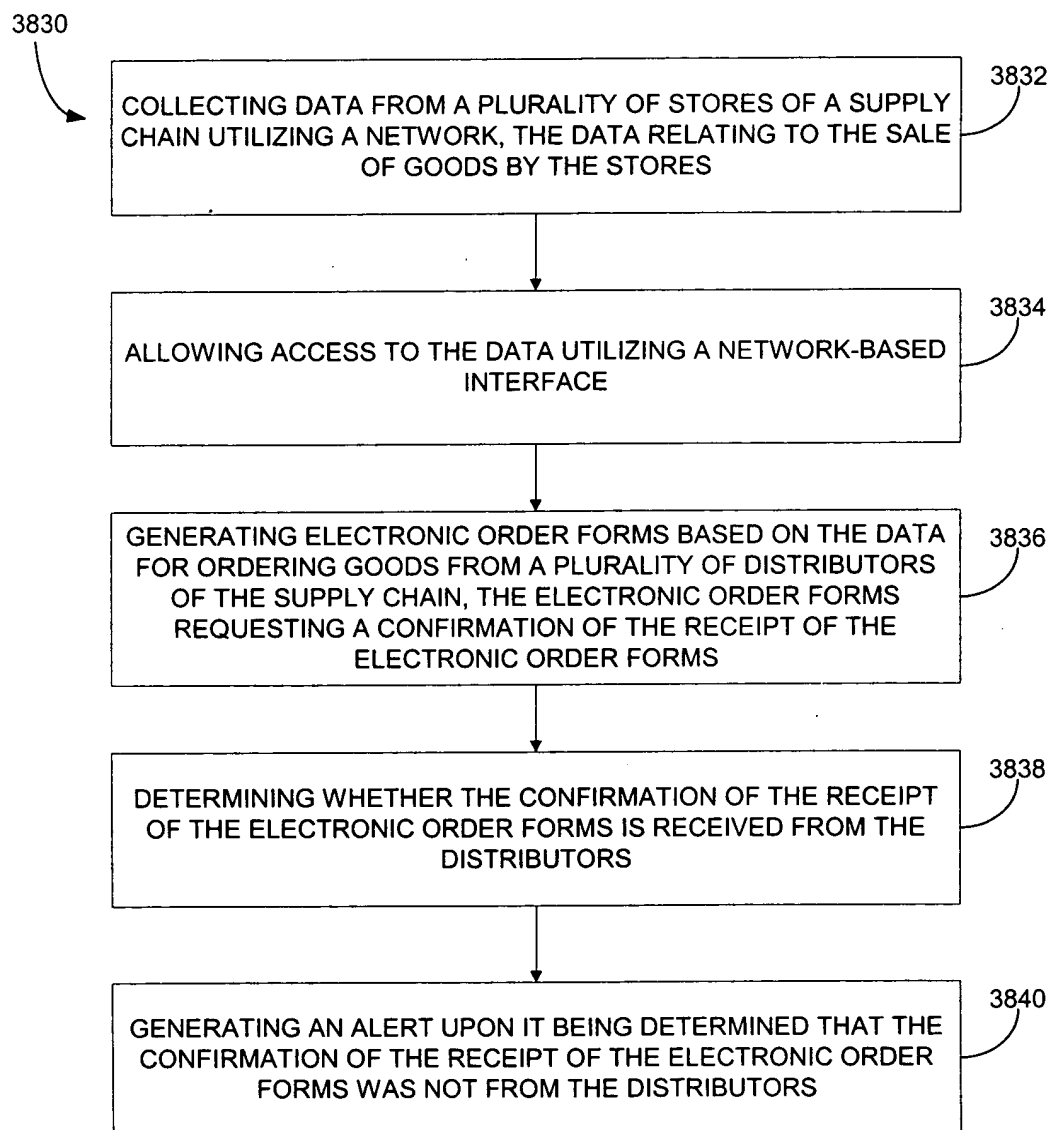 3830
3832
COLLECTING DATA FROM A PLURALITY OF STORES OF A SUPPLY
CHAIN UTILIZING A NETWORK, THE DATA RELATING TO THE SALE
OF GOODS BY THE STORES
3834
ALLOWING ACCESS TO THE DATA UTILIZING A NETWORK-BASED
INTERFACE
3836
GENERATING ELECTRONIC ORDER FORMS BASED ON THE DATA
FOR ORDERING GOODS FROM A PLURALITY OF DISTRIBUTORS
OF THE SUPPLY CHAIN, THE ELECTRONIC ORDER FORMS
REQUESTING A CONFIRMATION OF THE RECEIPT OF THE
ELECTRONIC ORDER FORMS
3838
DETERMINING WHETHER THE CONFIRMATION OF THE RECEIPT
OF THE ELECTRONIC ORDER FORMS IS RECEIVED FROM THE
DISTRIBUTORS
3840
GENERATING AN ALERT UPON IT BEING DETERMINED THAT THE
CONFIRMATION OF THE RECEIPT OF THE ELECTRONIC ORDER
FORMS WAS NOT FROM THE DISTRIBUTORS